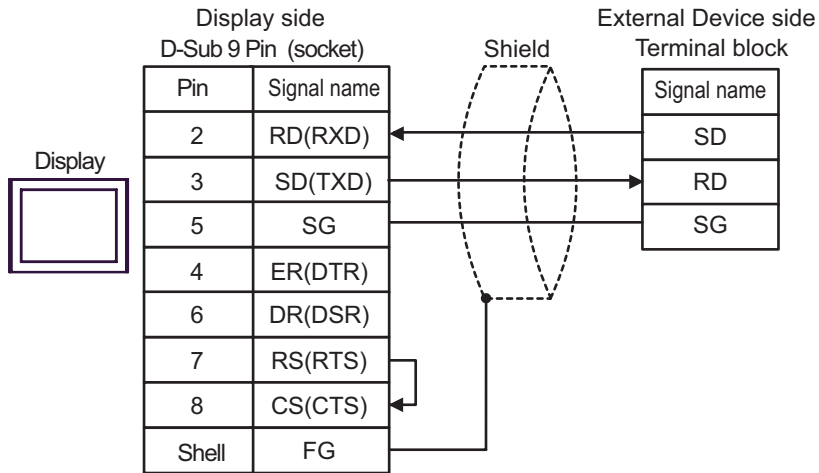 Display side
D-Sub 9 Pin (socket)
Shield
External Device side
Terminal block
Display
Pin Signal name
2 RD(RXD)
3 SD(TXD)
5 SG
4 ER(DTR)
6 DR(DSR)
7 RS(RTS)
8 CS(CTS)
Shell FG
Signal name
SD
RD
SG